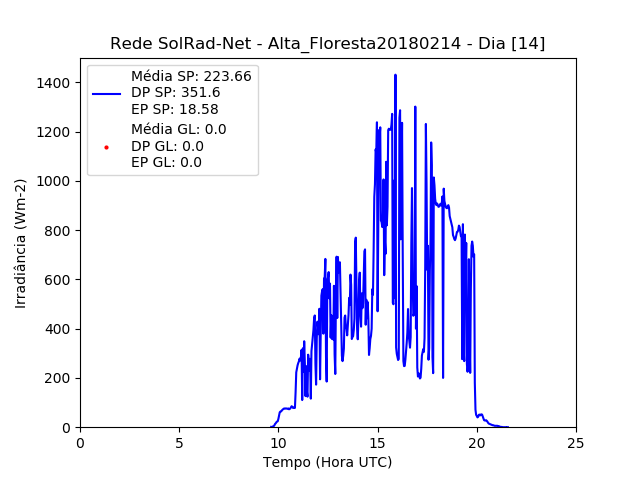 Rede SolRad-Net - Alta_Floresta20180214 - Dia [14]
Média SP: 223.66
DP SP: 351.6
EP SP: 18.58
Média GL: 0.0
DP GL: 0.0
EP GL: 0.0
1400
1200
1000
800
600
400
200
0
Irradiância (Wm-2)
0 5 10 15 20 25
Tempo (Hora UTC)